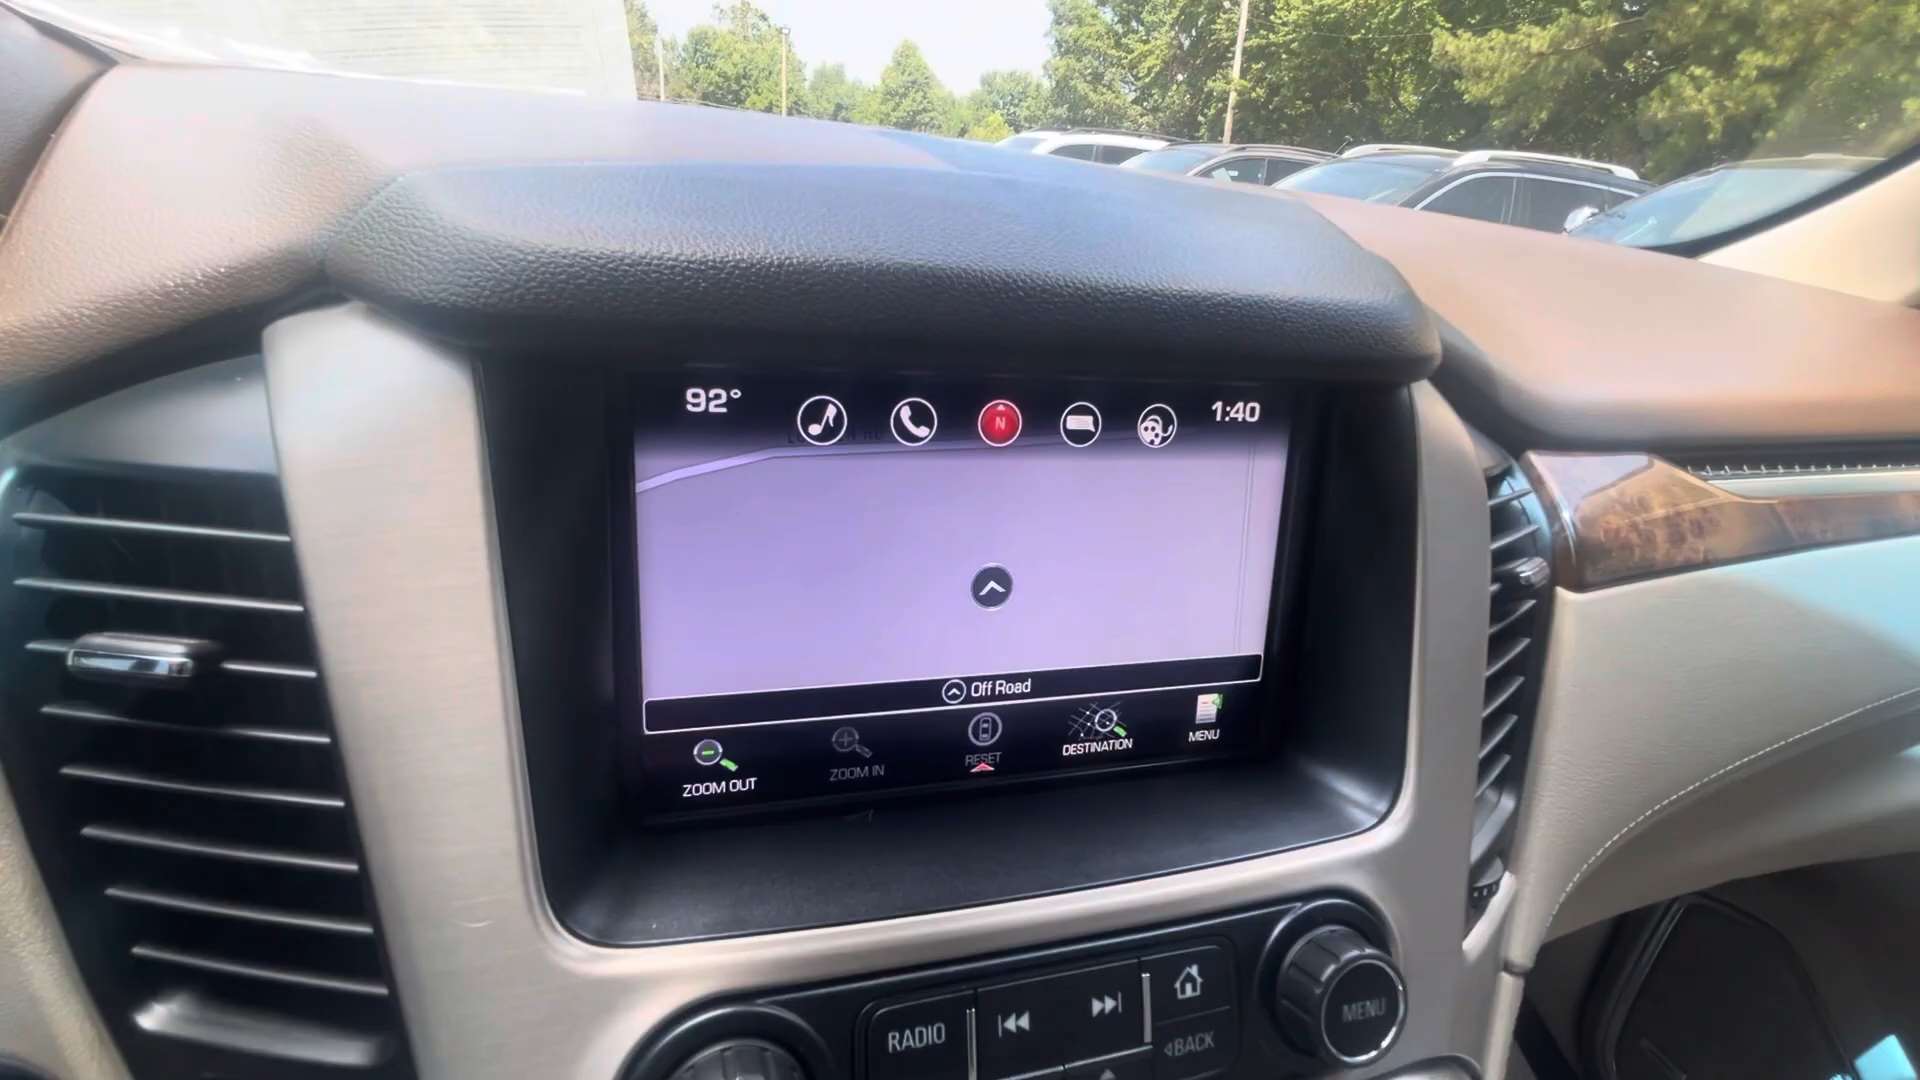 92°
N
1:40
Off Road
ZOOM OUT
ZOOM IN
RESET
DESTINATION
MENU
RADIO
BACK
MENU